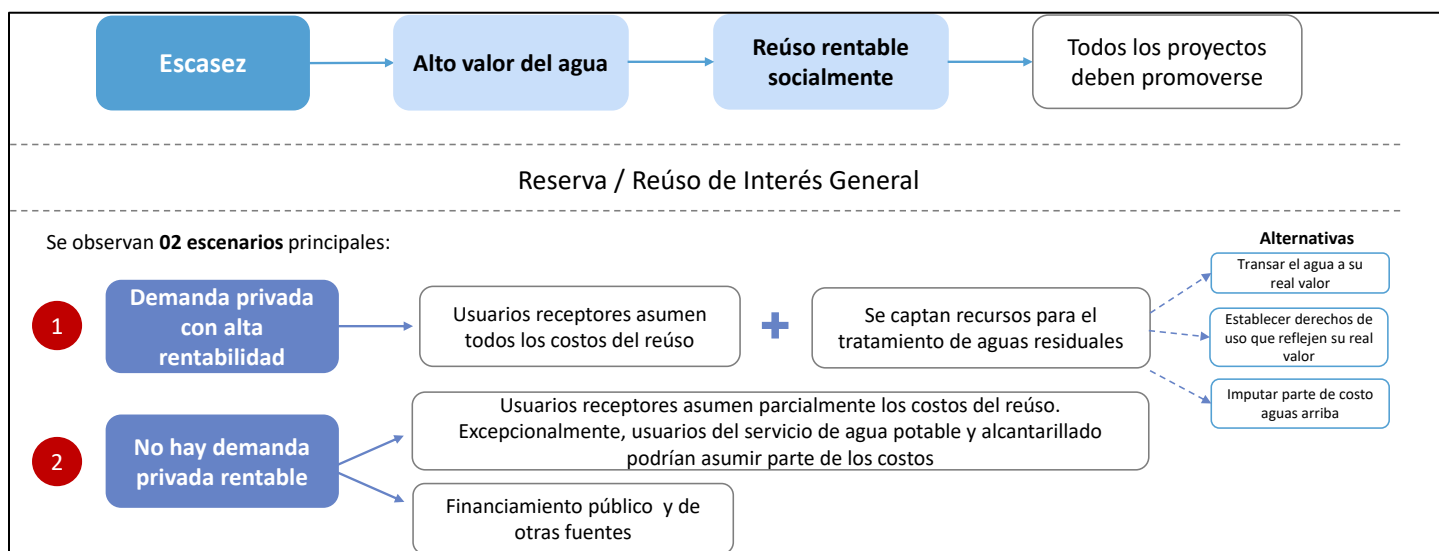 Escasez
Alto valor del agua
Reúso rentable
socialmente
Todos los proyectos
deben promoverse
Reserva / Reúso de Interés General
Se observan 02 escenarios principales:
Alternativas
1
Demanda privada
con alta
rentabilidad
Usuarios receptores asumen
todos los costos del reúso
+
Se captan recursos para el
tratamiento de aguas residuales
Transar el agua a su
real valor
Establecer derechos de
uso que reflejen su real
valor
Imputar parte de costo
aguas arriba
2
No hay demanda
privada rentable
Usuarios receptores asumen parcialmente los costos del reúso.
Excepcionalmente, usuarios del servicio de agua potable y alcantarillado
podrían asumir parte de los costos
Financiamiento público y de
otras fuentes